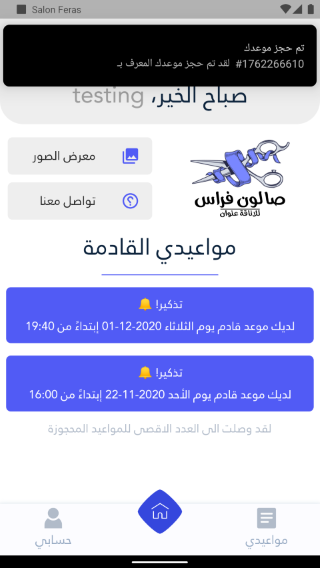 Salon Feras
تم حجز موعدك
لقد تم حجز موعدك المعرف بـ #1762266610
صباح الخير، testing
معرض الصور
تواصل معنا
صالون فراس
للأناقة عنوان
مواعيدي القادمة
تذكير! 🔔
لديك موعد قادم يوم الثلاثاء 2020-12-01 إبتداءً من 19:40
تذكير! 🔔
لديك موعد قادم يوم الأحد 2020-11-22 إبتداءً من 16:00
لقد وصلت الى العدد الاقصى للمواعيد المحجوزة
مواعيدي
حسابي